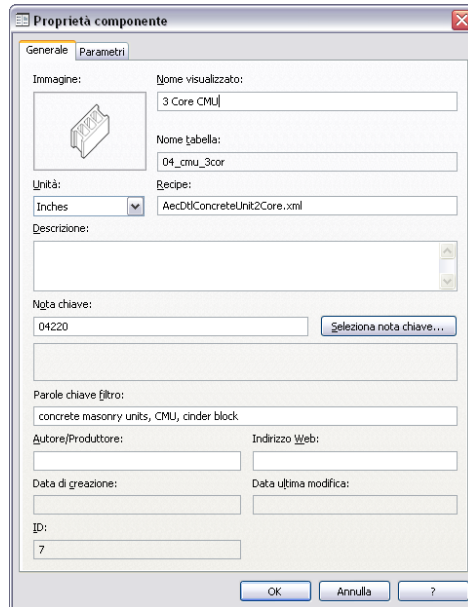 Proprietà componente
Generale
Parametri
Immagine:
Nome visualizzato:
3 Core CMU
Nome tabella:
04_cmu_3cor
Unità:
Recipe:
Inches
AecDtlConcreteUnit2Core.xml
Descrizione:
Nota chiave:
04220
Seleziona nota chiave...
Parole chiave filtro:
concrete masonry units, CMU, cinder block
Autore/Produttore:
Indirizzo Web:
Data di creazione:
Data ultima modifica:
ID:
7
OK
Annulla
?